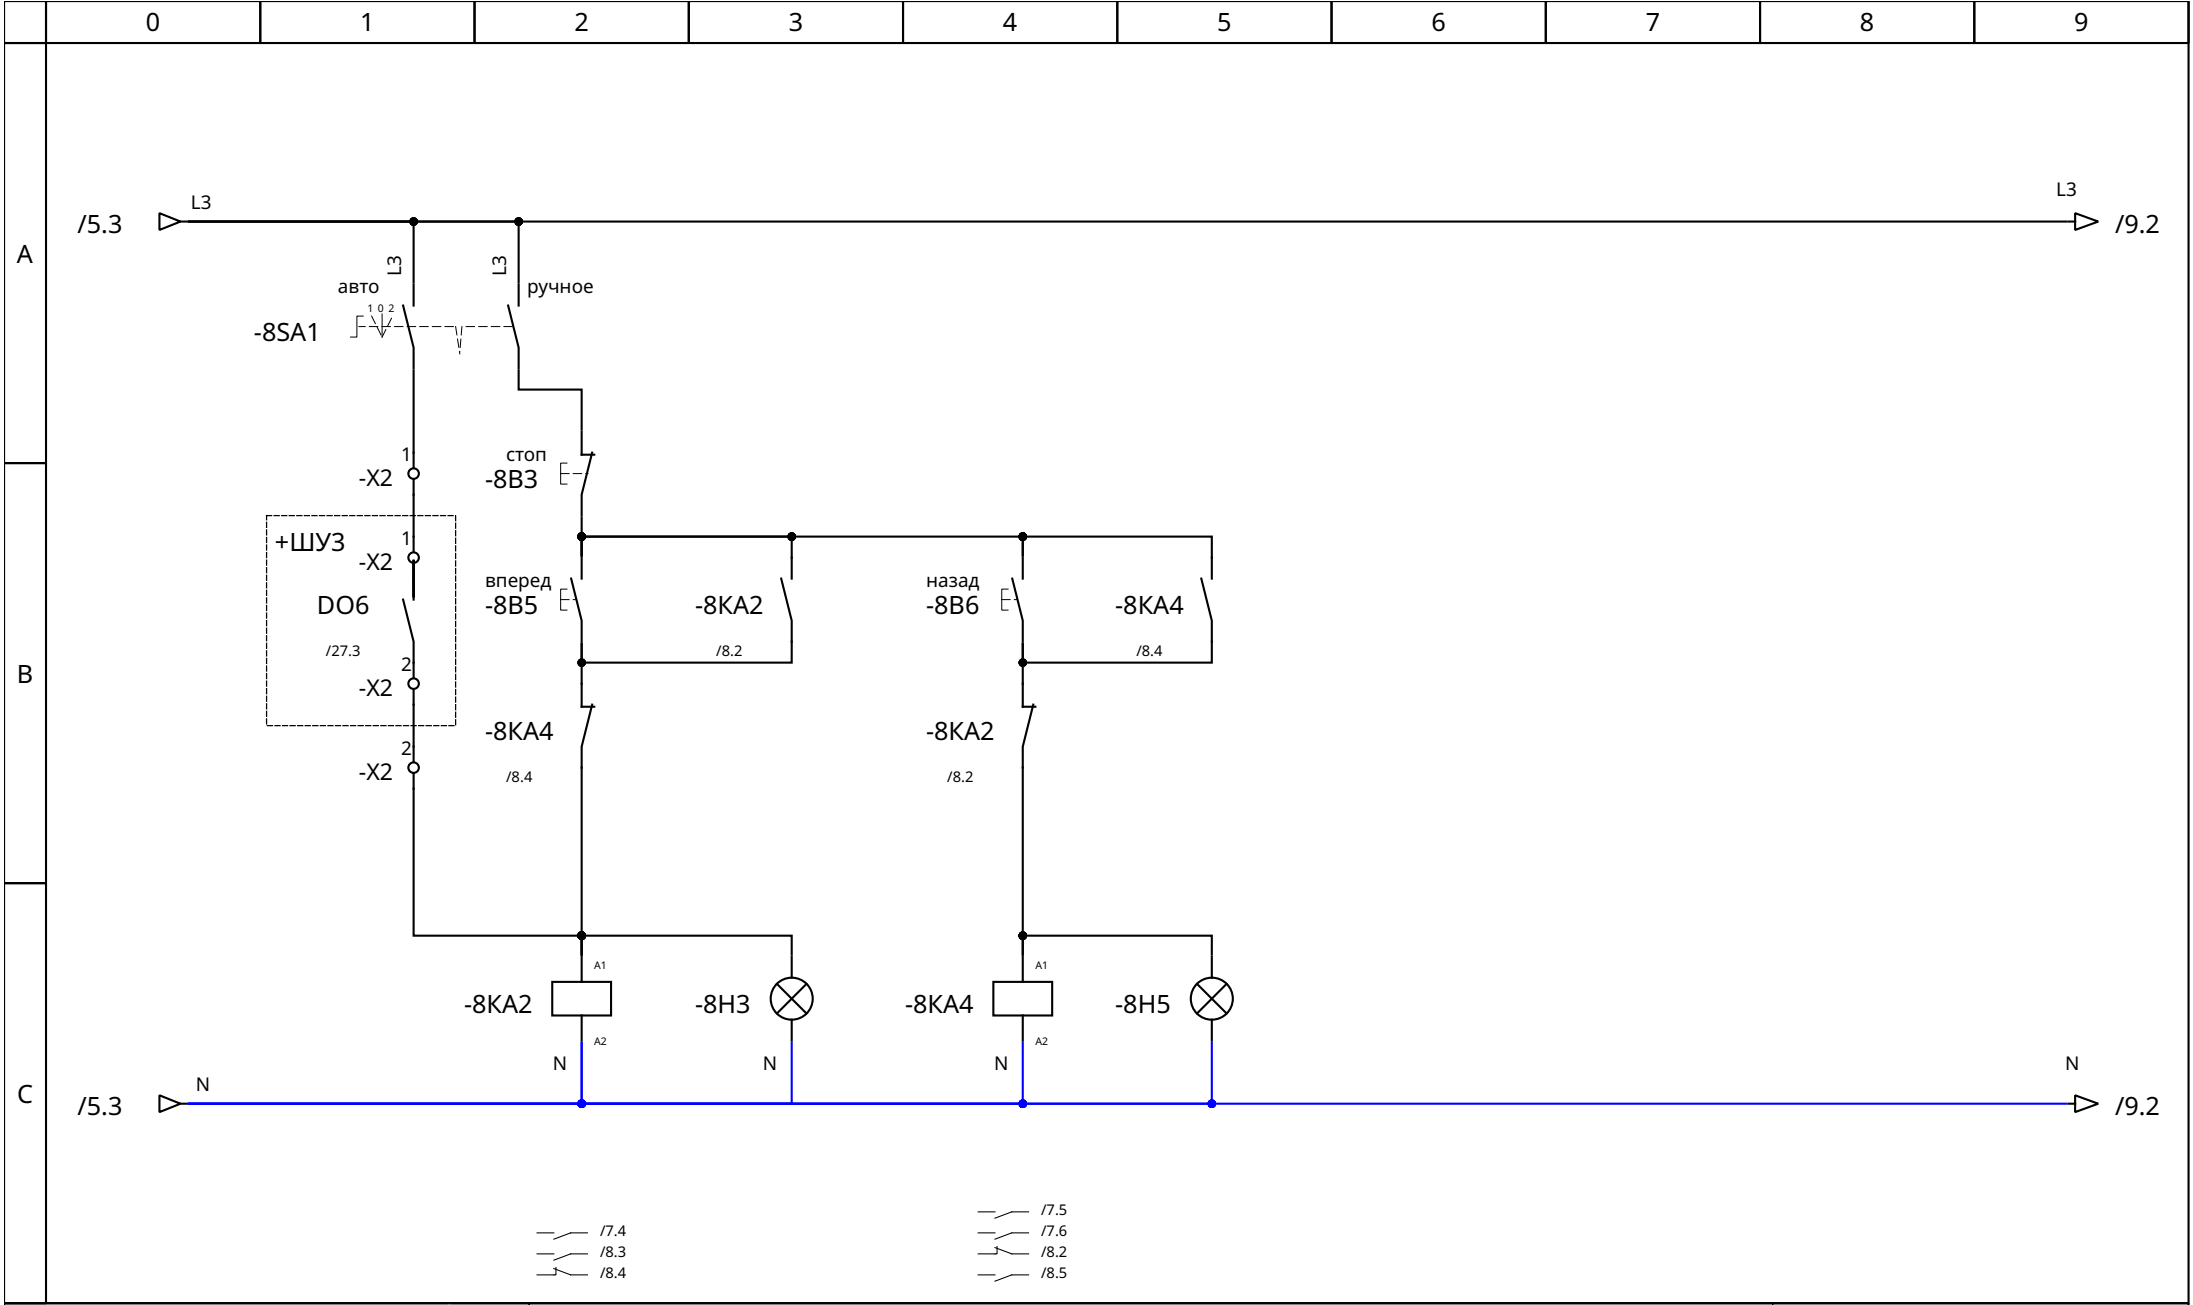 0 1 2 3 4 5 6 7 8 9
A
B
C
L3
L3
/5.3
/9.2
L3
L3
авто
ручное
1 0 2
-8SA1
1
-X2
стоп
-8B3
+ШУ3
1
-X2
DO6
/27.3
2
-X2
2
-X2
вперед
-8B5
-8KA2
/8.2
назад
-8B6
-8KA4
/8.4
-8KA4
/8.4
-8KA2
/8.2
A1
-8KA2
A2
-8H3
A1
-8KA4
A2
-8H5
N
N
N
N
N
/5.3
/9.2
/7.4
/8.3
/8.4
/7.5
/7.6
/8.2
/8.5